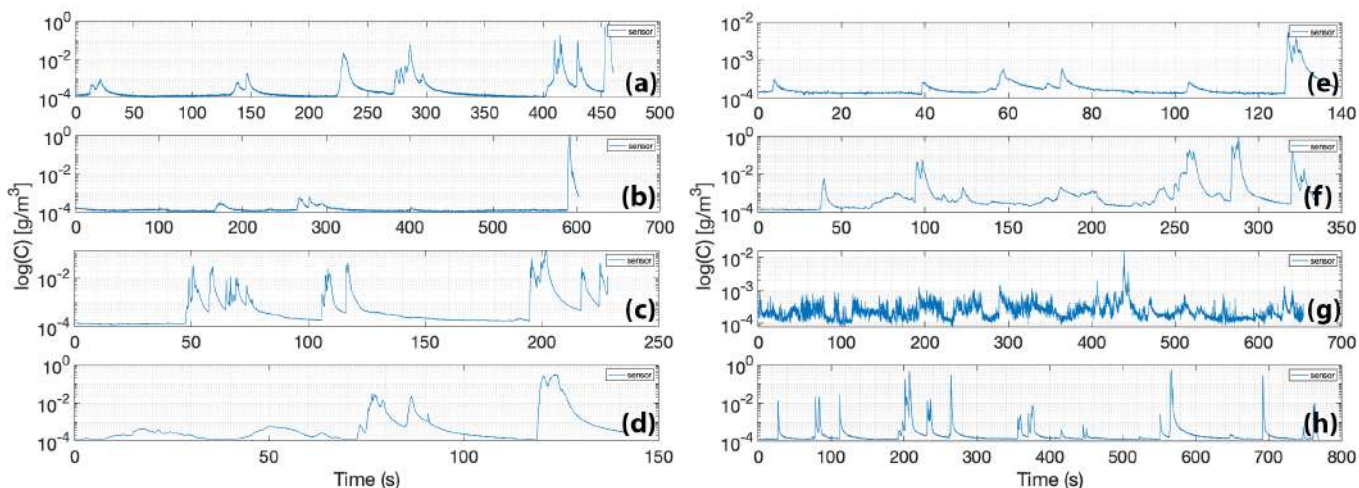 10^0
10^-2
10^-4
sensor
(a)
0 50 100 150 200 250 300 350 400 450 500
10^0
10^-2
10^-4
sensor
(b)
0 100 200 300 400 500 600 700
log(C) [g/m^3]
10^-2
10^-4
sensor
(c)
0 50 100 150 200 250
10^0
10^-2
10^-4
sensor
(d)
0 50 100 150
Time (s)
10^-2
10^-3
10^-4
sensor
(e)
0 20 40 60 80 100 120 140
10^0
10^-2
10^-4
sensor
(f)
0 50 100 150 200 250 300 350
log(C) [g/m^3]
10^-2
10^-3
10^-4
sensor
(g)
0 100 200 300 400 500 600 700
10^0
10^-2
10^-4
sensor
(h)
0 100 200 300 400 500 600 700 800
Time (s)